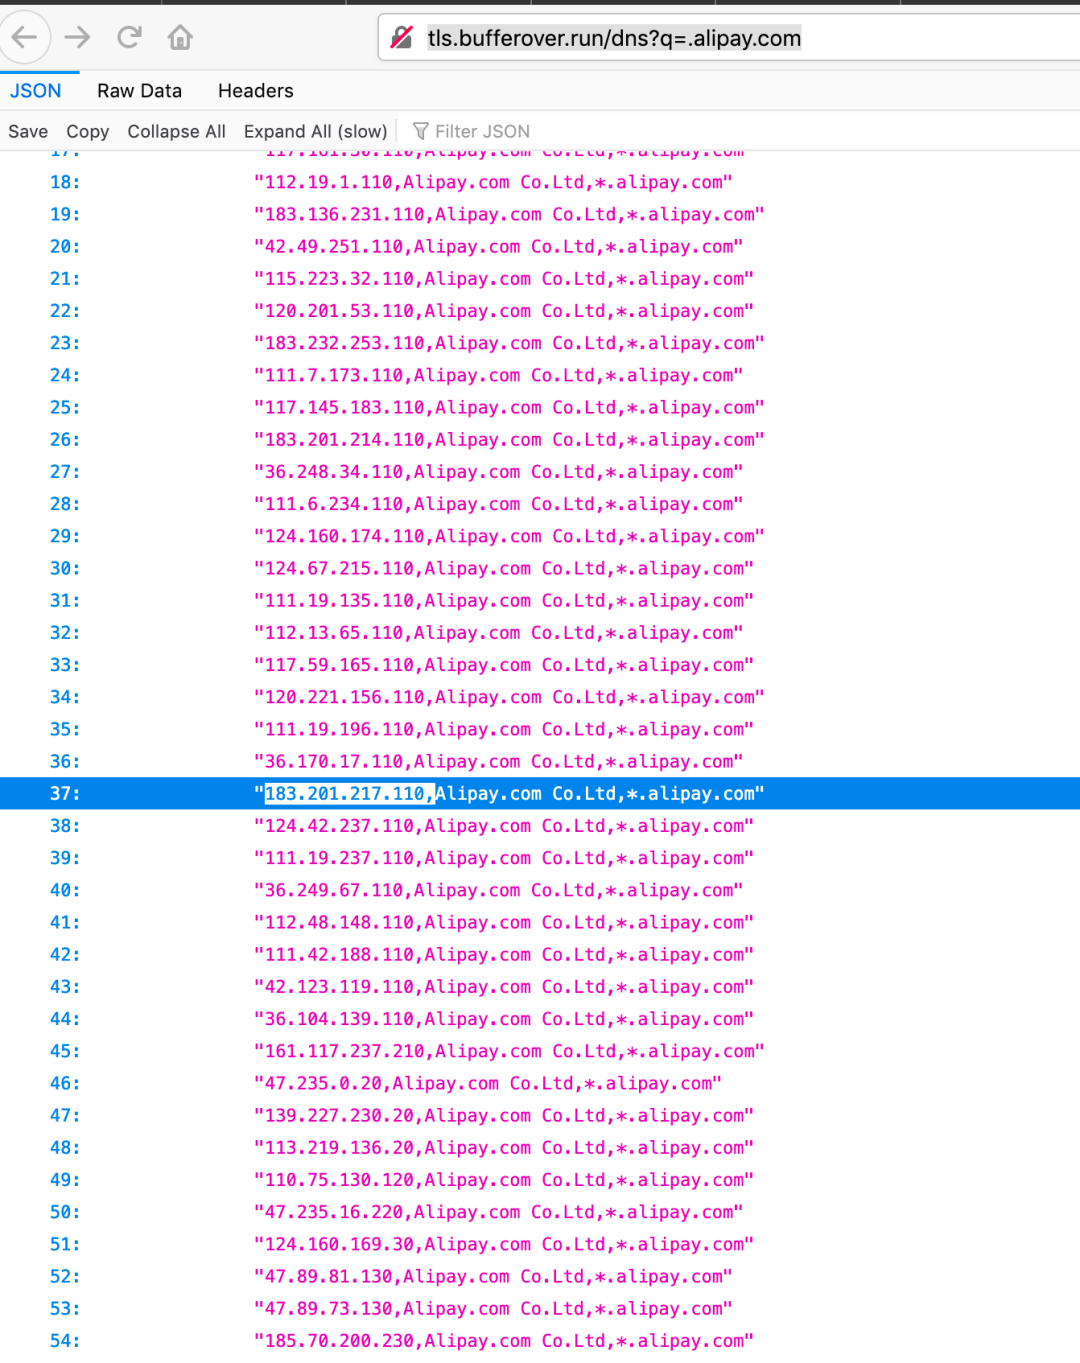 tls.bufferover.run/dns?q=.alipay.com
JSON Raw Data Headers
Save Copy Collapse All Expand All (slow) Filter JSON
17: "117.161.50.110,Alipay.com Co.Ltd,*.alipay.com"
18: "112.19.1.110,Alipay.com Co.Ltd,*.alipay.com"
19: "183.136.231.110,Alipay.com Co.Ltd,*.alipay.com"
20: "42.49.251.110,Alipay.com Co.Ltd,*.alipay.com"
21: "115.223.32.110,Alipay.com Co.Ltd,*.alipay.com"
22: "120.201.53.110,Alipay.com Co.Ltd,*.alipay.com"
23: "183.232.253.110,Alipay.com Co.Ltd,*.alipay.com"
24: "111.7.173.110,Alipay.com Co.Ltd,*.alipay.com"
25: "117.145.183.110,Alipay.com Co.Ltd,*.alipay.com"
26: "183.201.214.110,Alipay.com Co.Ltd,*.alipay.com"
27: "36.248.34.110,Alipay.com Co.Ltd,*.alipay.com"
28: "111.6.234.110,Alipay.com Co.Ltd,*.alipay.com"
29: "124.160.174.110,Alipay.com Co.Ltd,*.alipay.com"
30: "124.67.215.110,Alipay.com Co.Ltd,*.alipay.com"
31: "111.19.135.110,Alipay.com Co.Ltd,*.alipay.com"
32: "112.13.65.110,Alipay.com Co.Ltd,*.alipay.com"
33: "117.59.165.110,Alipay.com Co.Ltd,*.alipay.com"
34: "120.221.156.110,Alipay.com Co.Ltd,*.alipay.com"
35: "111.19.196.110,Alipay.com Co.Ltd,*.alipay.com"
36: "36.170.17.110,Alipay.com Co.Ltd,*.alipay.com"
37: "183.201.217.110,Alipay.com Co.Ltd,*.alipay.com"
38: "124.42.237.110,Alipay.com Co.Ltd,*.alipay.com"
39: "111.19.237.110,Alipay.com Co.Ltd,*.alipay.com"
40: "36.249.67.110,Alipay.com Co.Ltd,*.alipay.com"
41: "112.48.148.110,Alipay.com Co.Ltd,*.alipay.com"
42: "111.42.188.110,Alipay.com Co.Ltd,*.alipay.com"
43: "42.123.119.110,Alipay.com Co.Ltd,*.alipay.com"
44: "36.104.139.110,Alipay.com Co.Ltd,*.alipay.com"
45: "161.117.237.210,Alipay.com Co.Ltd,*.alipay.com"
46: "47.235.0.20,Alipay.com Co.Ltd,*.alipay.com"
47: "139.227.230.20,Alipay.com Co.Ltd,*.alipay.com"
48: "113.219.136.20,Alipay.com Co.Ltd,*.alipay.com"
49: "110.75.130.120,Alipay.com Co.Ltd,*.alipay.com"
50: "47.235.16.220,Alipay.com Co.Ltd,*.alipay.com"
51: "124.160.169.30,Alipay.com Co.Ltd,*.alipay.com"
52: "47.89.81.130,Alipay.com Co.Ltd,*.alipay.com"
53: "47.89.73.130,Alipay.com Co.Ltd,*.alipay.com"
54: "185.70.200.230,Alipay.com Co.Ltd,*.alipay.com"